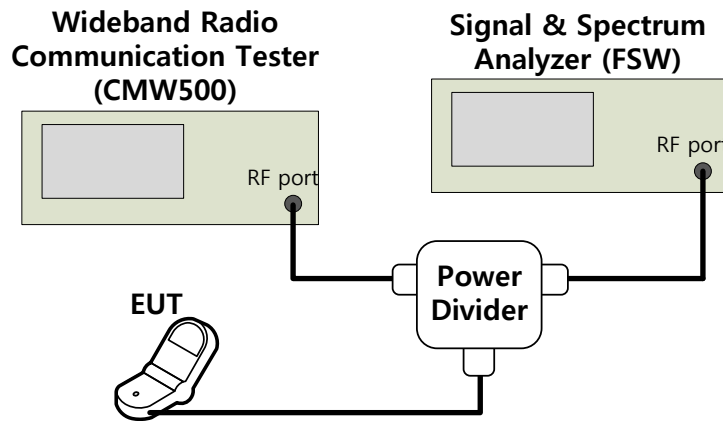 Wideband Radio
Communication Tester
(CMW500)
Signal & Spectrum
Analyzer (FSW)
RF port
RF port
Power
Divider
EUT